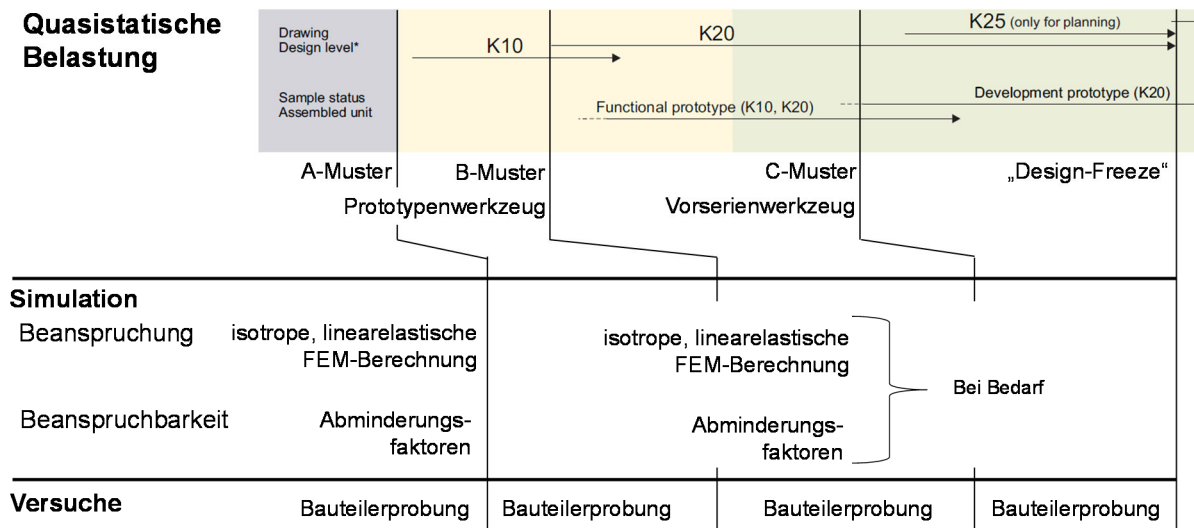 Quasistatische
Belastung
Drawing
Design level*
K10
K20
K25 (only for planning)
Sample status
Assembled unit
Functional prototype (K10, K20)
Development prototype (K20)
A-Muster
B-Muster
C-Muster
„Design-Freeze“
Prototypenwerkzeug
Vorserienwerkzeug
Simulation
Beanspruchung
isotrope, linearelastische
FEM-Berechnung
isotrope, linearelastische
FEM-Berechnung
Bei Bedarf
Beanspruchbarkeit
Abminderungs-
faktoren
Abminderungs-
faktoren
Versuche
Bauteilerprobung
Bauteilerprobung
Bauteilerprobung
Bauteilerprobung